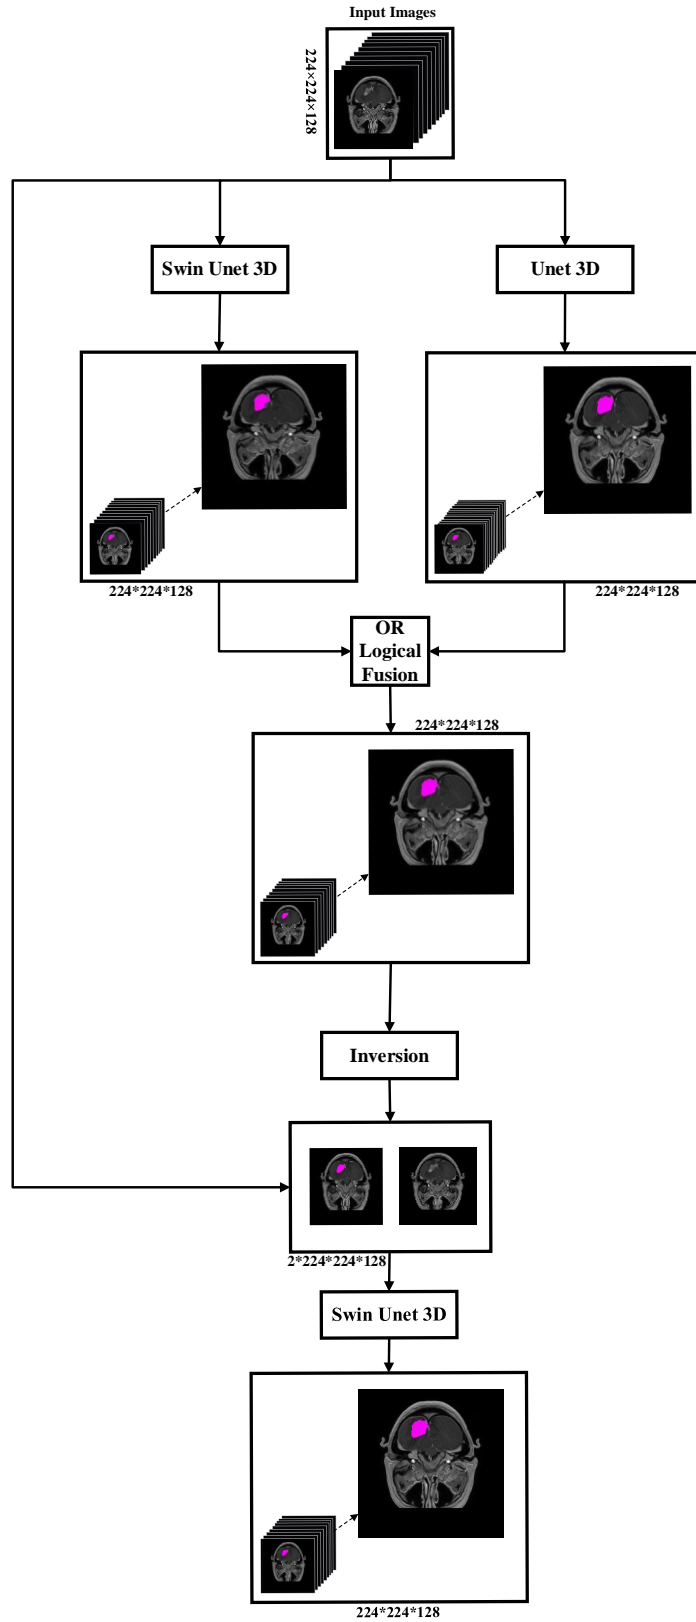 Input Images
224×224×128
Swin Unet 3D
Unet 3D
224*224*128
224*224*128
OR
Logical
Fusion
224*224*128
Inversion
2*224*224*128
Swin Unet 3D
224*224*128